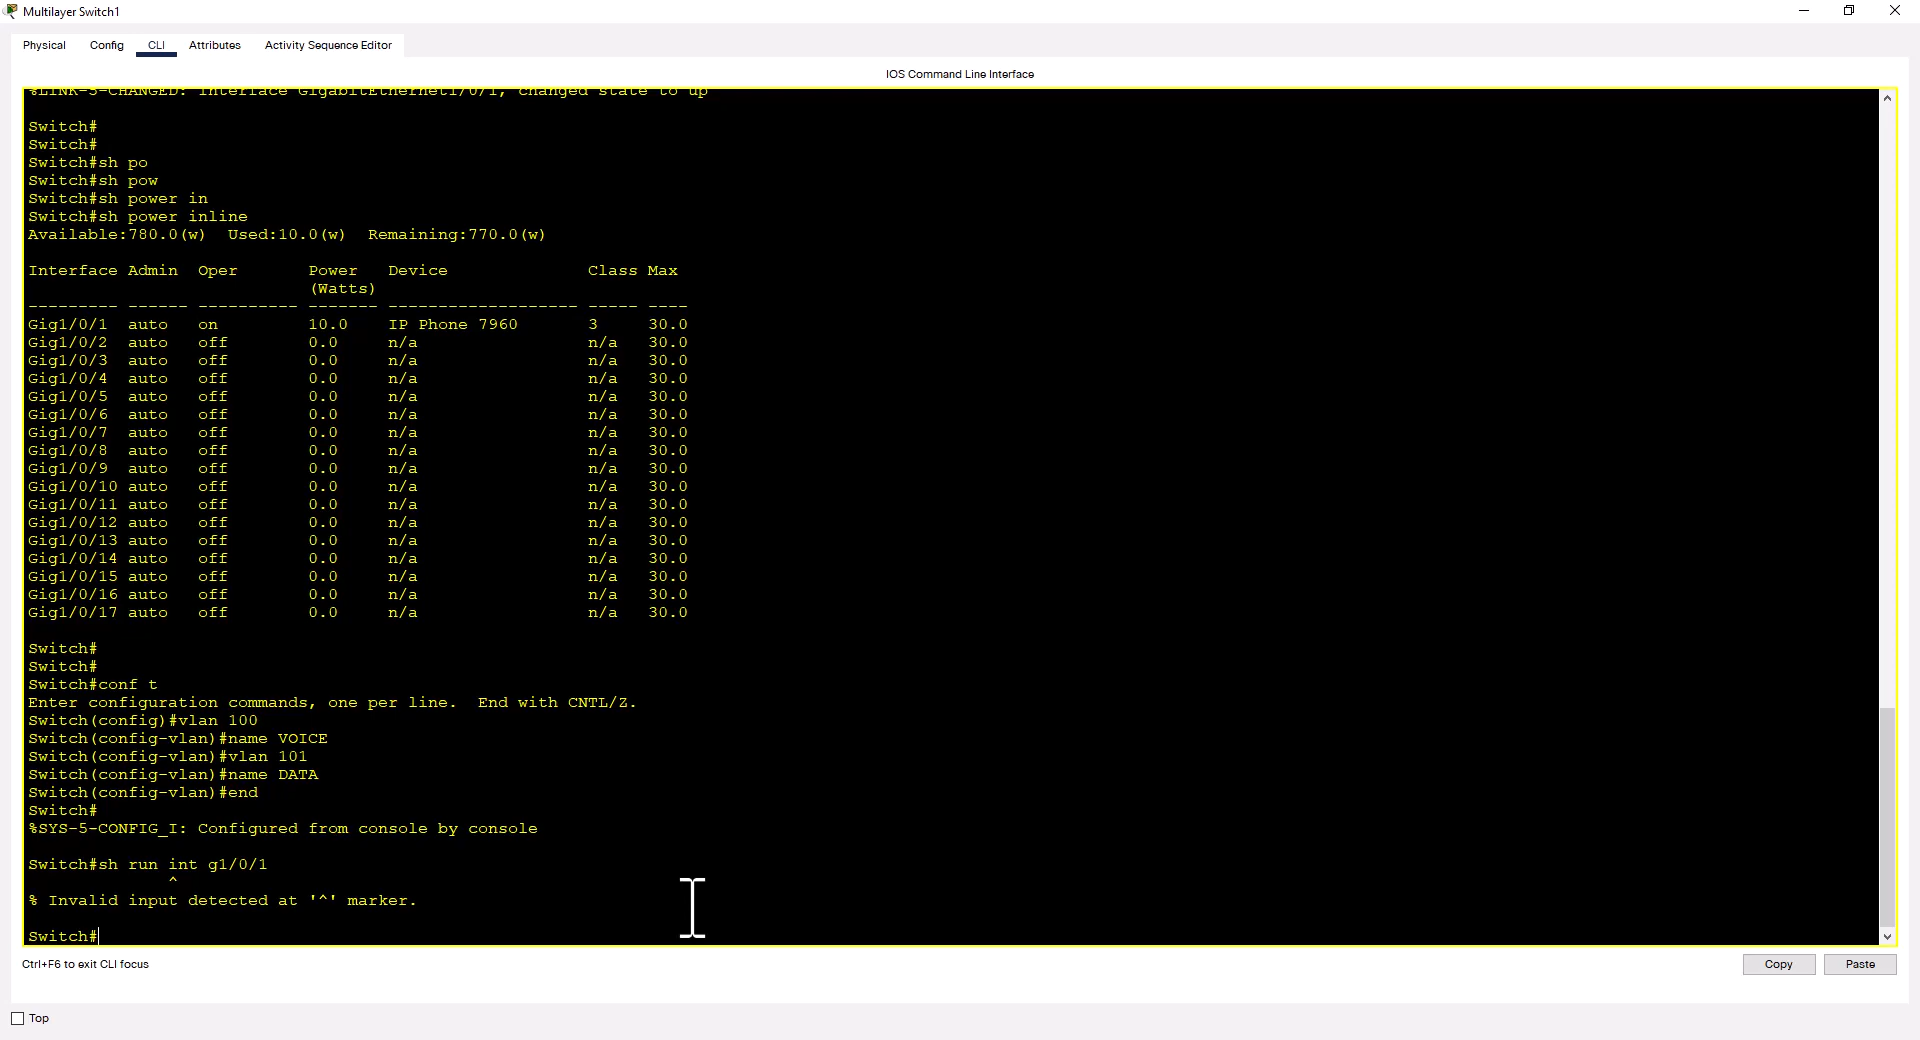 Multilayer Switch1
Physical Config CLI Attributes Activity Sequence Editor
IOS Command Line Interface
%LINK-5-CHANGED: Interface GigabitEthernet1/0/1, changed state to up
Switch#
Switch#
Switch#sh po
Switch#sh pow
Switch#sh power in
Switch#sh power inline
Available:780.0(w)  Used:10.0(w)  Remaining:770.0(w)
Interface Admin  Oper       Power   Device              Class Max
                            (Watts)
--------- ------ ---------- ------- ------------------- ----- ----
Gig1/0/1  auto   on         10.0    IP Phone 7960       3     30.0
Gig1/0/2  auto   off        0.0     n/a                 n/a   30.0
Gig1/0/3  auto   off        0.0     n/a                 n/a   30.0
Gig1/0/4  auto   off        0.0     n/a                 n/a   30.0
Gig1/0/5  auto   off        0.0     n/a                 n/a   30.0
Gig1/0/6  auto   off        0.0     n/a                 n/a   30.0
Gig1/0/7  auto   off        0.0     n/a                 n/a   30.0
Gig1/0/8  auto   off        0.0     n/a                 n/a   30.0
Gig1/0/9  auto   off        0.0     n/a                 n/a   30.0
Gig1/0/10 auto   off        0.0     n/a                 n/a   30.0
Gig1/0/11 auto   off        0.0     n/a                 n/a   30.0
Gig1/0/12 auto   off        0.0     n/a                 n/a   30.0
Gig1/0/13 auto   off        0.0     n/a                 n/a   30.0
Gig1/0/14 auto   off        0.0     n/a                 n/a   30.0
Gig1/0/15 auto   off        0.0     n/a                 n/a   30.0
Gig1/0/16 auto   off        0.0     n/a                 n/a   30.0
Gig1/0/17 auto   off        0.0     n/a                 n/a   30.0
Switch#
Switch#
Switch#conf t
Enter configuration commands, one per line.  End with CNTL/Z.
Switch(config)#vlan 100
Switch(config-vlan)#name VOICE
Switch(config-vlan)#vlan 101
Switch(config-vlan)#name DATA
Switch(config-vlan)#end
Switch#
%SYS-5-CONFIG_I: Configured from console by console
Switch#sh run int g1/0/1
^
% Invalid input detected at '^' marker.
Switch#
Ctrl+F6 to exit CLI focus
Copy Paste
Top